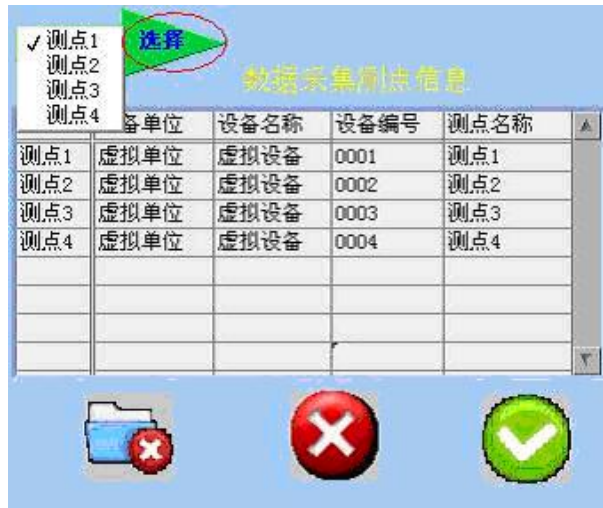 ✓测点1
测点2
测点3
测点4
选择
数据采集测点信息
备单位 设备名称 设备编号 测点名称
测点1 虚拟单位 虚拟设备 0001 测点1
测点2 虚拟单位 虚拟设备 0002 测点2
测点3 虚拟单位 虚拟设备 0003 测点3
测点4 虚拟单位 虚拟设备 0004 测点4